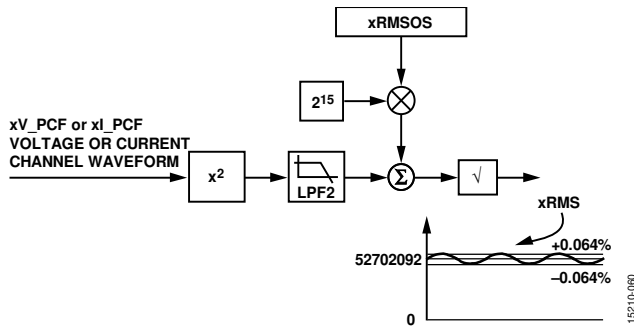 xRMSOS
2¹⁵
xV_PCF or xI_PCF
VOLTAGE OR CURRENT
CHANNEL WAVEFORM
x²
LPF2
Σ
√
xRMS
+0.064%
52702092
–0.064%
0
15210-060